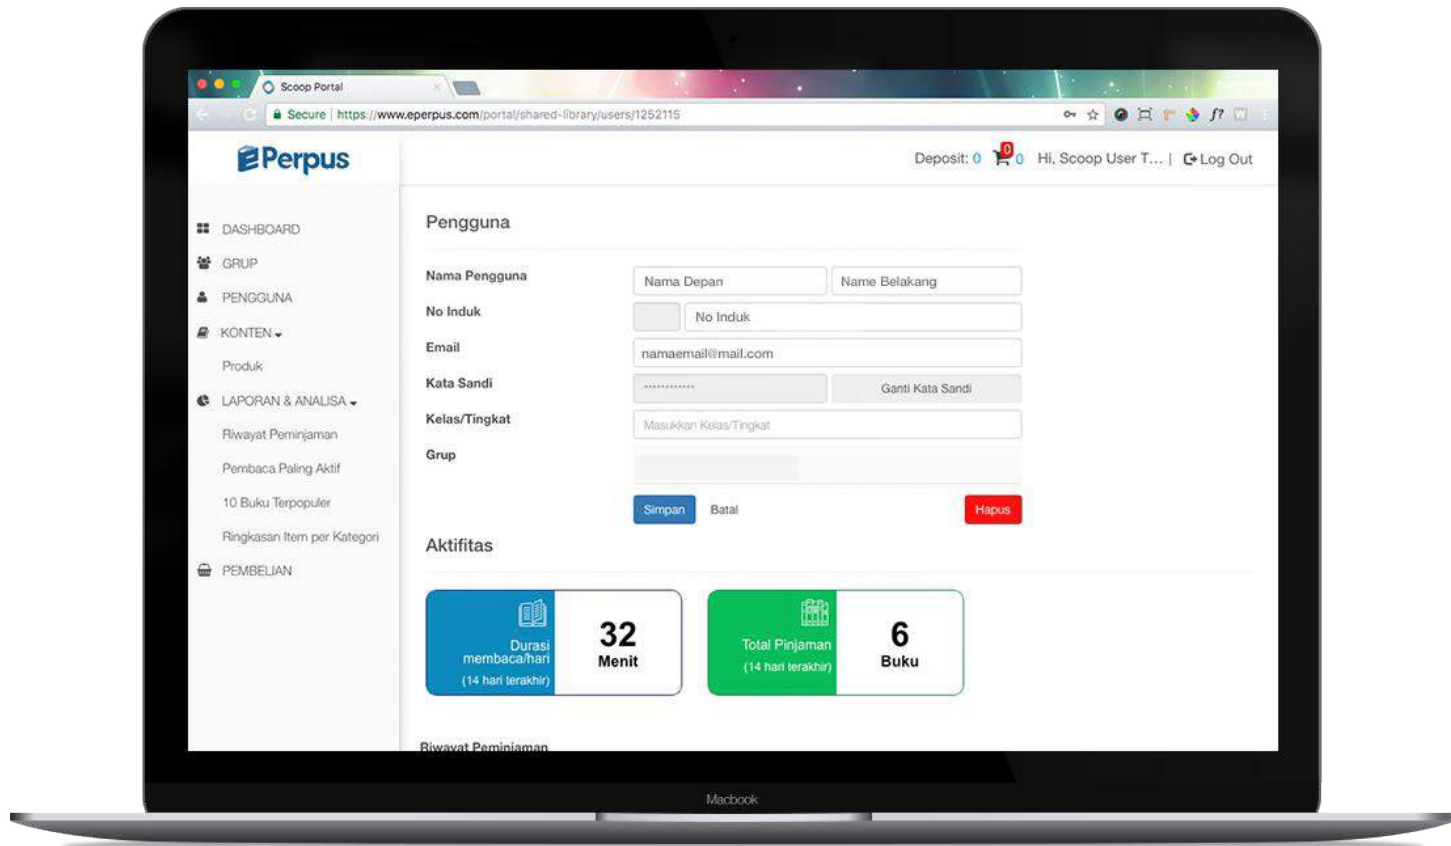 Scoop Portal
Secure | https://www.eperpus.com/portal/shared-library/users/1252115
f?
ePerpus
Deposit: 0 0 0 Hi, Scoop User T... | Log Out
DASHBOARD
GRUP
PENGGUNA
KONTEN
Produk
LAPORAN & ANALISA
Riwayat Peminjaman
Pembaca Paling Aktif
10 Buku Terpopuler
Ringkasan Item per Kategori
PEMBELIAN
Pengguna
Nama Pengguna Nama Depan Name Belakang
No Induk No Induk
Email namaemail@mail.com
Kata Sandi ************ Ganti Kata Sandi
Kelas/Tingkat Masukkan Kelas/Tingkat
Grup
Simpan Batal Hapus
Aktifitas
Durasi
membaca/hari
(14 hari terakhir)
32
Menit
Total Pinjaman
(14 hari terakhir)
6
Buku
Riwayat Peminjaman
Macbook